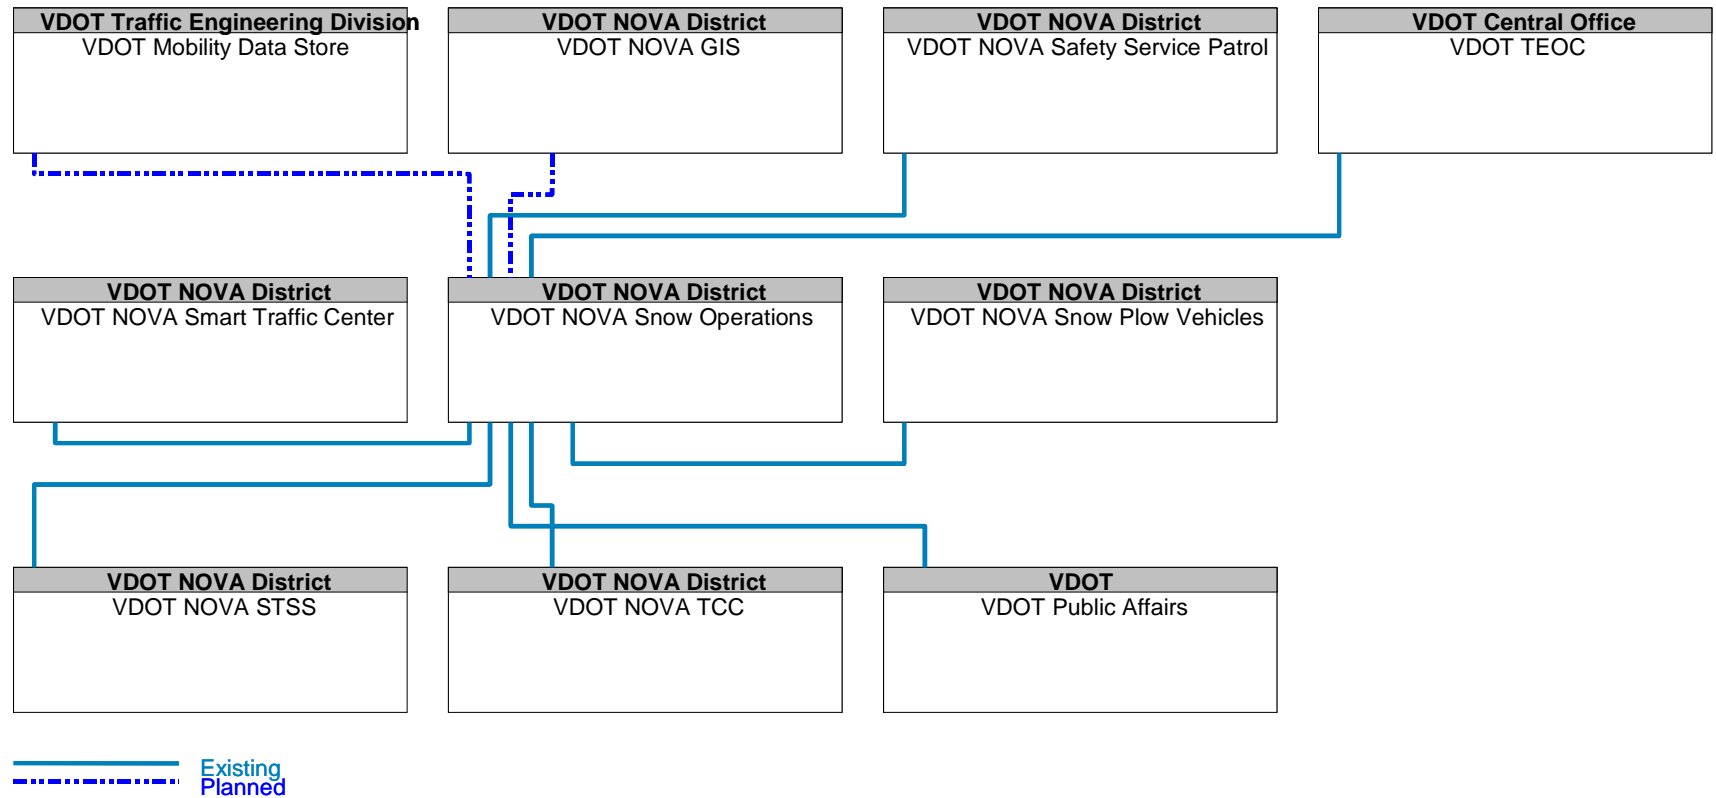 VDOT Traffic Engineering Division
VDOT Mobility Data Store
VDOT NOVA District
VDOT NOVA GIS
VDOT NOVA District
VDOT NOVA Safety Service Patrol
VDOT Central Office
VDOT TEOC
VDOT NOVA District
VDOT NOVA Smart Traffic Center
VDOT NOVA District
VDOT NOVA Snow Operations
VDOT NOVA District
VDOT NOVA Snow Plow Vehicles
VDOT NOVA District
VDOT NOVA STSS
VDOT NOVA District
VDOT NOVA TCC
VDOT
VDOT Public Affairs
Existing
Planned